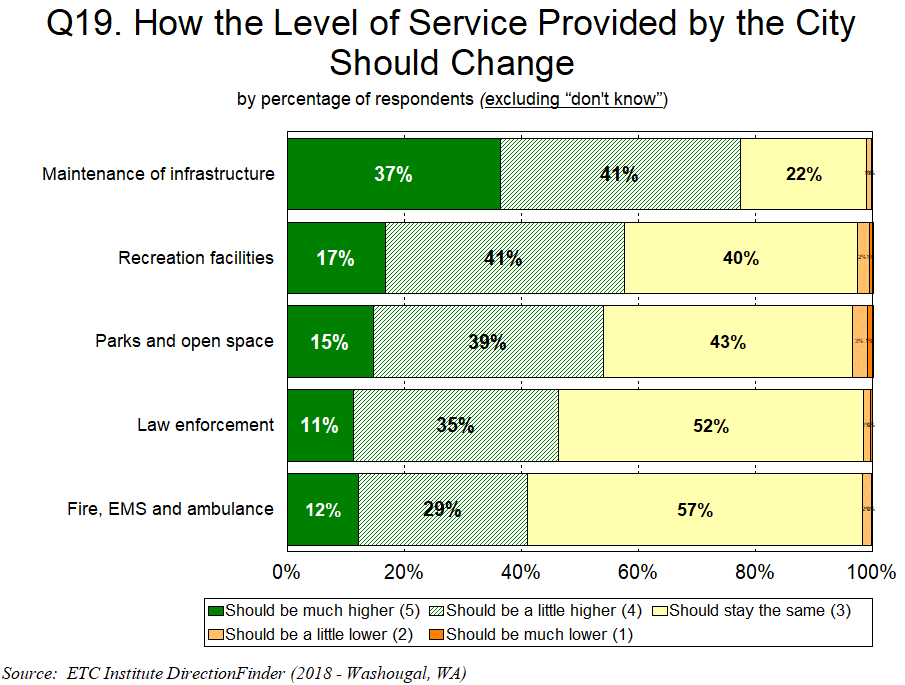 Q19. How the Level of Service Provided by the City
Should Change
by percentage of respondents (excluding “don't know”)
Maintenance of infrastructure 37% 41% 22%
Recreation facilities 17% 41% 40% 2%
Parks and open space 15% 39% 43% 3%
Law enforcement 11% 35% 52%
Fire, EMS and ambulance 12% 29% 57%
0% 20% 40% 60% 80% 100%
Should be much higher (5) Should be a little higher (4) Should stay the same (3)
Should be a little lower (2) Should be much lower (1)
Source: ETC Institute DirectionFinder (2018 - Washougal, WA)